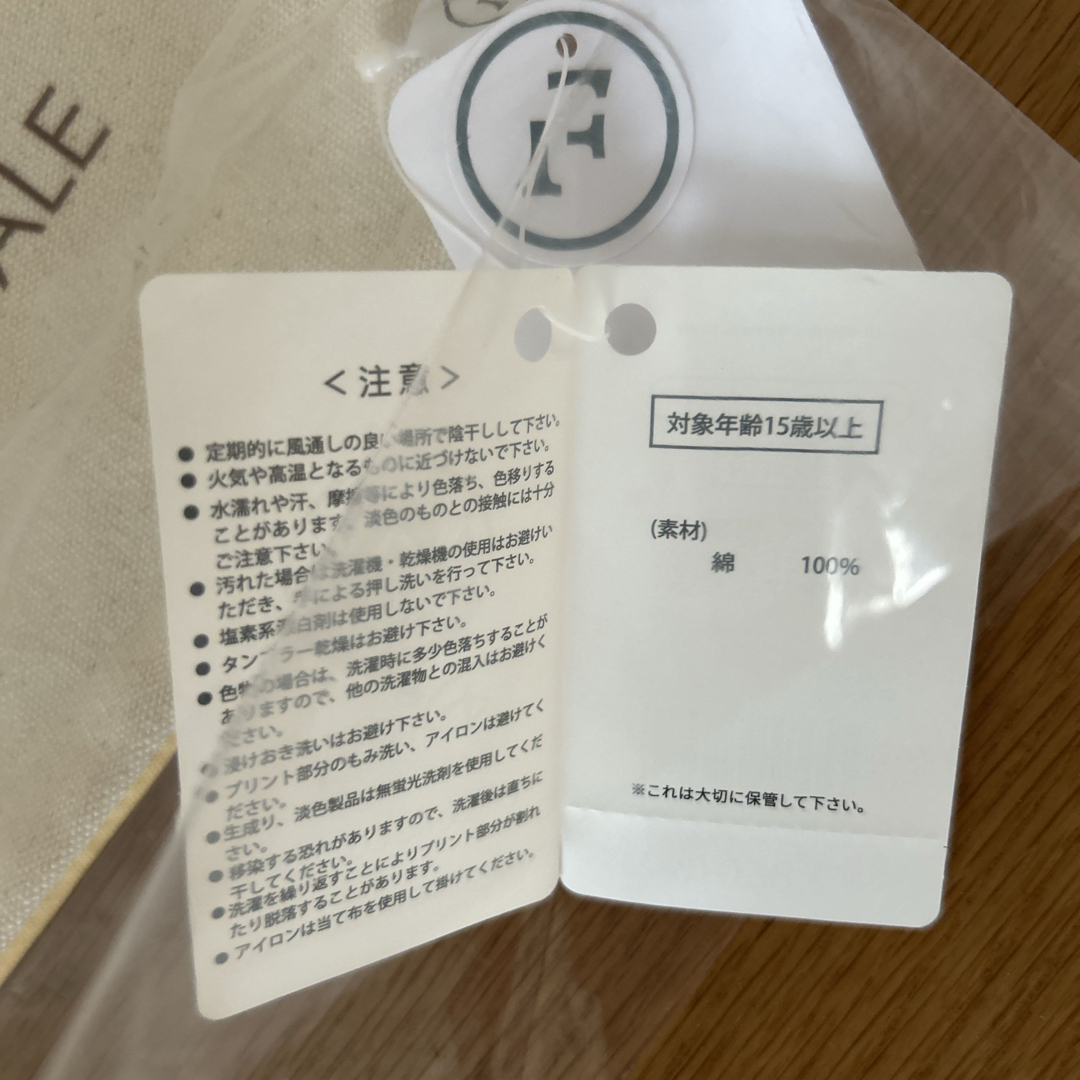 ALE
FL
＜注意＞
● 定期的に風通しの良い場所で陰干しして下さい。
● 火気や高温となるものに近づけないで下さい。
● 水濡れや汗、摩擦等により色落ち、色移りする
ことがあります。淡色のものとの接触には十分
ご注意下さい。
● 汚れた場合は洗濯機・乾燥機の使用はお避けい
ただき、手による押し洗いを行って下さい。
● 塩素系漂白剤は使用しないで下さい。
● タンブラー乾燥はお避け下さい。
● 色物の場合は、洗濯時に多少色落ちすることが
ありますので、他の洗濯物との混入はお避けく
ださい。
● 浸けおき洗いはお避け下さい。
● プリント部分のもみ洗い、アイロンは避けてく
ださい。
● 生成り、淡色製品は無蛍光洗剤を使用してくだ
さい。
● 移染する恐れがありますので、洗濯後は直ちに
干してください。
● 洗濯を繰り返すことによりプリント部分が割れ
たり脱落することがあります。
● アイロンは当て布を使用して掛けてください。
対象年齢15歳以上
(素材)
綿 100%
※これは大切に保管して下さい。